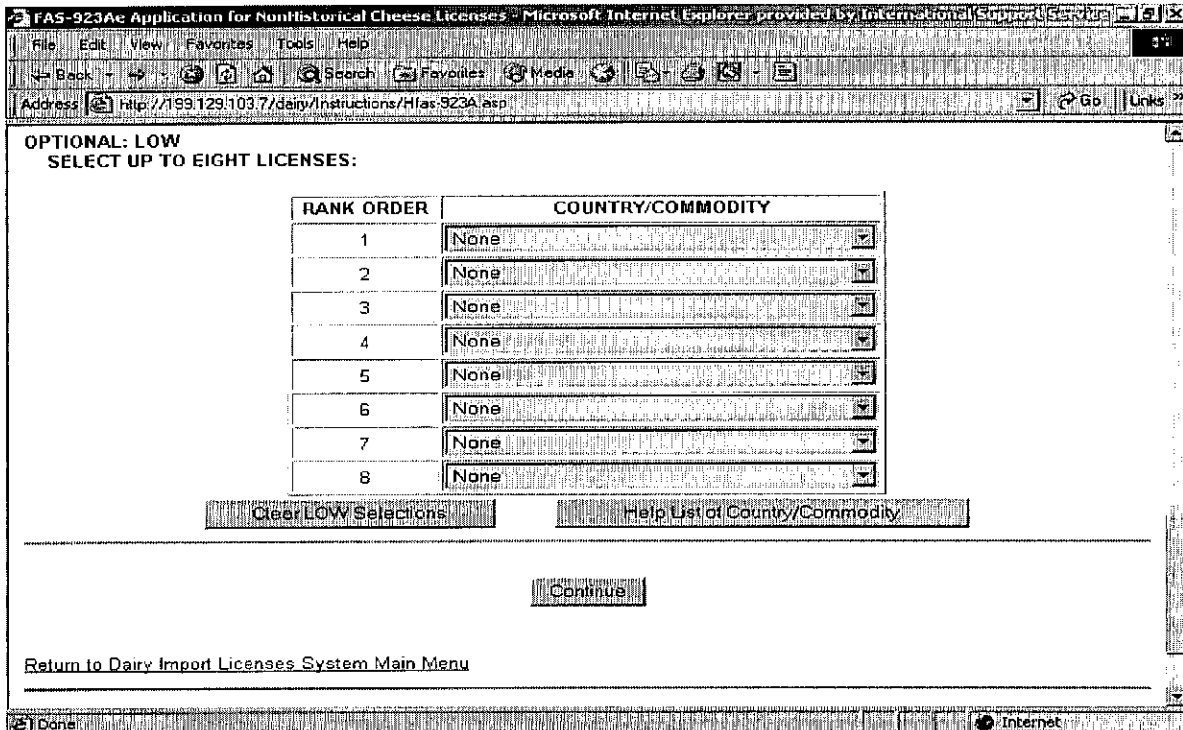 FAS-923Ae Application for NonHistorical Cheese Licenses - Microsoft Internet Explorer provided by International Support Service
File Edit View Favorites Tools Help
Back Search Favorites Media
Address http://199.129.103.7/dairy/Instructions/Hfas-923A.asp Go Links »
OPTIONAL: LOW
SELECT UP TO EIGHT LICENSES:
RANK ORDER COUNTRY/COMMODITY
1 None
2 None
3 None
4 None
5 None
6 None
7 None
8 None
Clear LOW Selections Help List of Country/Commodity
Continue
Return to Dairy Import Licenses System Main Menu
Done Internet